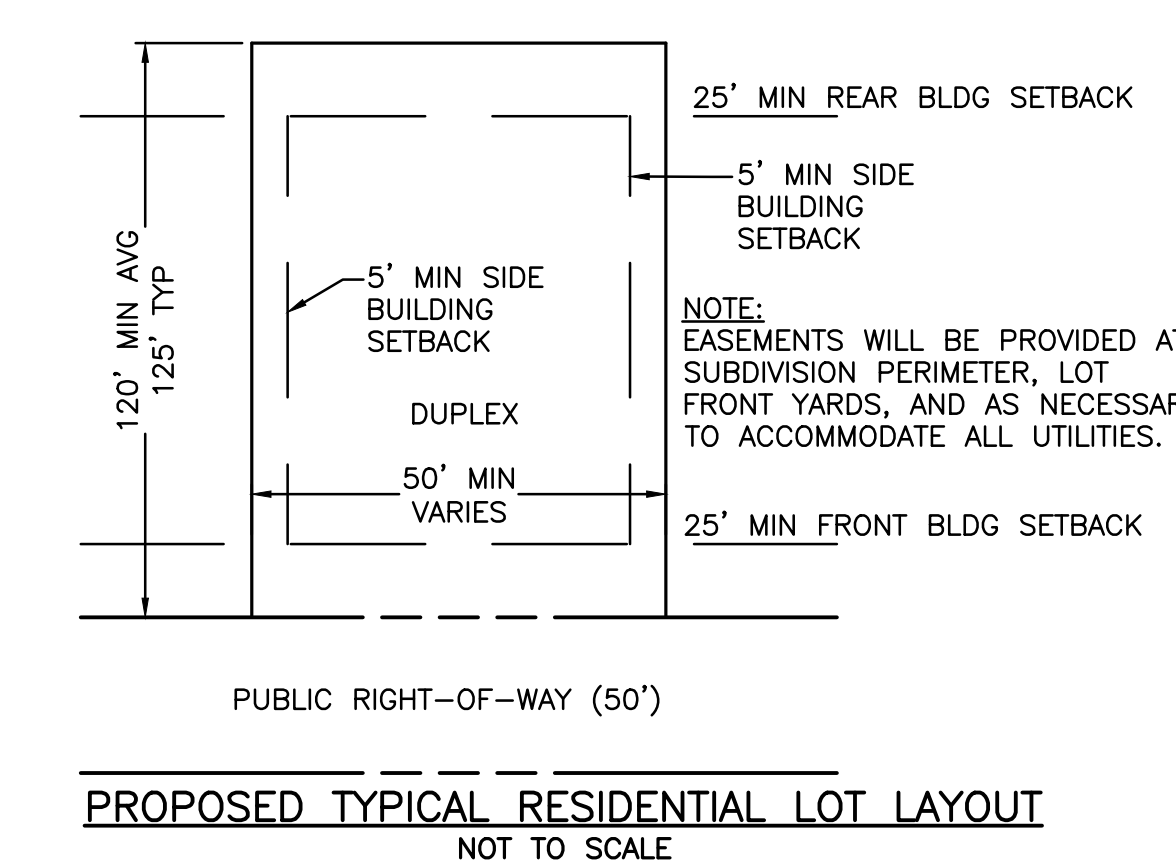 25' MIN REAR BLDG SETBACK
5' MIN SIDE
BUILDING
SETBACK
120' MIN AVG
125' TYP
5' MIN SIDE
BUILDING
SETBACK
NOTE:
EASEMENTS WILL BE PROVIDED AT
SUBDIVISION PERIMETER, LOT
FRONT YARDS, AND AS NECESSAR
TO ACCOMMODATE ALL UTILITIES.
DUPLEX
50' MIN
VARIES
25' MIN FRONT BLDG SETBACK
PUBLIC RIGHT-OF-WAY (50')
PROPOSED TYPICAL RESIDENTIAL LOT LAYOUT
NOT TO SCALE